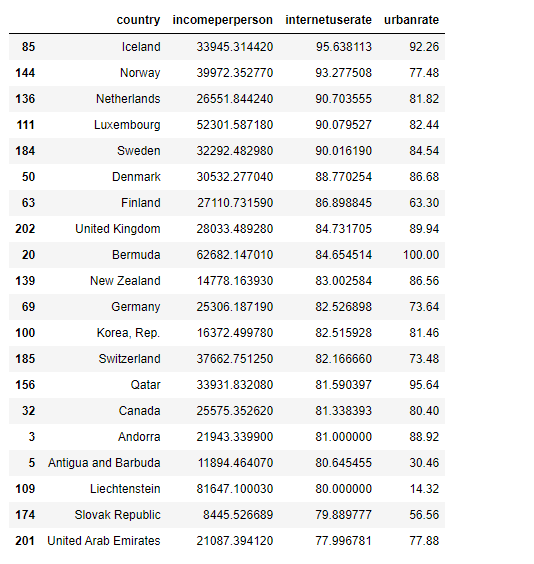 country incomeperperson internetuserate urbanrate
85 Iceland 33945.314420 95.638113 92.26
144 Norway 39972.352770 93.277508 77.48
136 Netherlands 26551.844240 90.703555 81.82
111 Luxembourg 52301.587180 90.079527 82.44
184 Sweden 32292.482980 90.016190 84.54
50 Denmark 30532.277040 88.770254 86.68
63 Finland 27110.731590 86.898845 63.30
202 United Kingdom 28033.489280 84.731705 89.94
20 Bermuda 62682.147010 84.654514 100.00
139 New Zealand 14778.163930 83.002584 86.56
69 Germany 25306.187190 82.526898 73.64
100 Korea, Rep. 16372.499780 82.515928 81.46
185 Switzerland 37662.751250 82.166660 73.48
156 Qatar 33931.832080 81.590397 95.64
32 Canada 25575.352620 81.338393 80.40
3 Andorra 21943.339900 81.000000 88.92
5 Antigua and Barbuda 11894.464070 80.645455 30.46
109 Liechtenstein 81647.100030 80.000000 14.32
174 Slovak Republic 8445.526689 79.889777 56.56
201 United Arab Emirates 21087.394120 77.996781 77.88